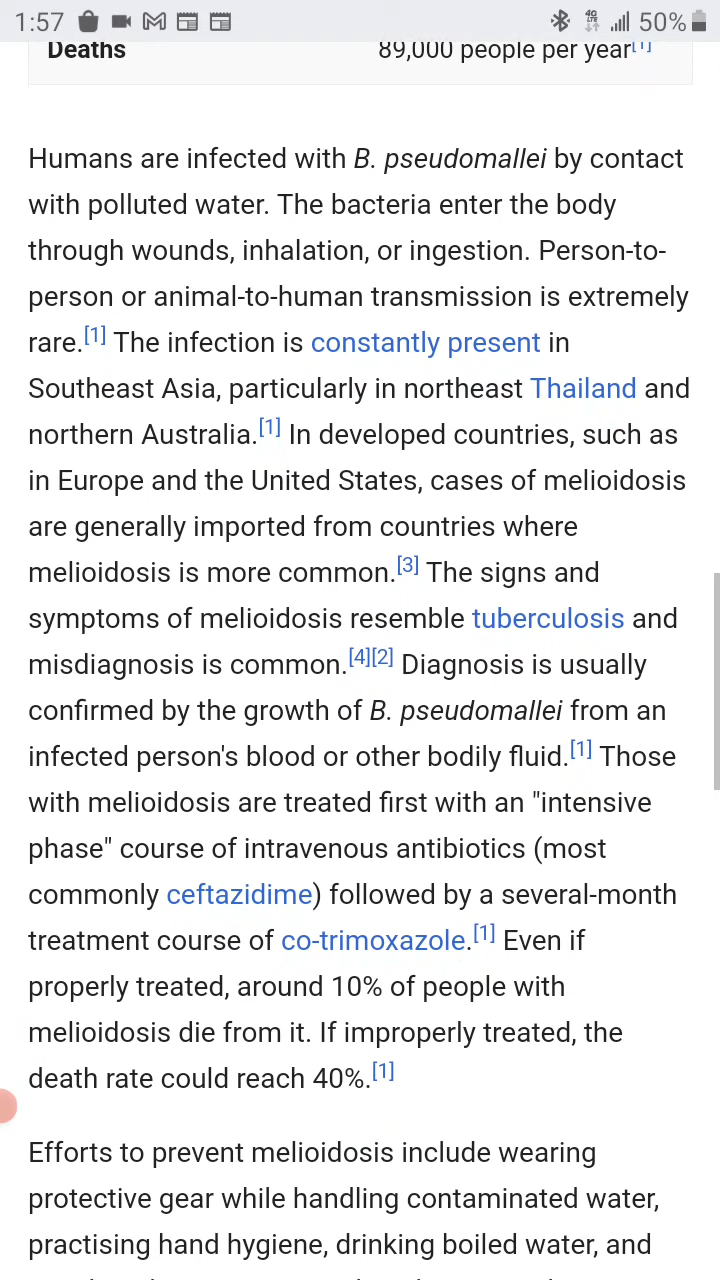 1:57 4G LTE 50%
Deaths 89,000 people per year[1]
Humans are infected with B. pseudomallei by contact
with polluted water. The bacteria enter the body
through wounds, inhalation, or ingestion. Person-to-
person or animal-to-human transmission is extremely
rare.[1] The infection is constantly present in
Southeast Asia, particularly in northeast Thailand and
northern Australia.[1] In developed countries, such as
in Europe and the United States, cases of melioidosis
are generally imported from countries where
melioidosis is more common.[3] The signs and
symptoms of melioidosis resemble tuberculosis and
misdiagnosis is common.[4][2] Diagnosis is usually
confirmed by the growth of B. pseudomallei from an
infected person's blood or other bodily fluid.[1] Those
with melioidosis are treated first with an "intensive
phase" course of intravenous antibiotics (most
commonly ceftazidime) followed by a several-month
treatment course of co-trimoxazole.[1] Even if
properly treated, around 10% of people with
melioidosis die from it. If improperly treated, the
death rate could reach 40%.[1]
Efforts to prevent melioidosis include wearing
protective gear while handling contaminated water,
practising hand hygiene, drinking boiled water, and